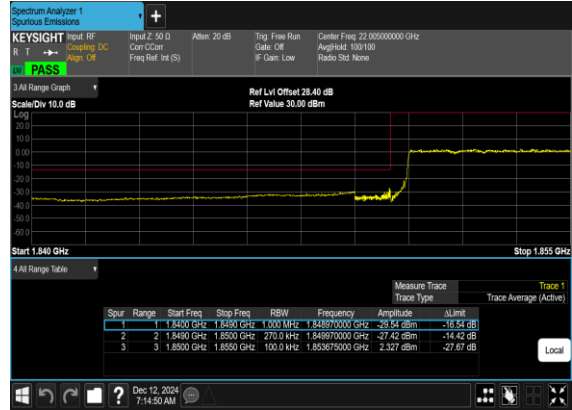 Spectrum Analyzer 1
Spurious Emissions
KEYSIGHT Input: RF Input Z: 50 Ω Atten: 20 dB Trig: Free Run Center Freq: 22.005000000 GHz
R T Coupling: DC Corr CCorr Gate: Off Avg|Hold: 100/100
Align: Off Freq Ref: Int (S) IF Gain: Low Radio Std: None
PASS
3 All Range Graph
Ref Lvl Offset 28.40 dB
Scale/Div 10.0 dB Ref Value 30.00 dBm
Log
20.0
10.0
0.00
-10.0
-20.0
-30.0
-40.0
-50.0
-60.0
Start 1.840 GHz Stop 1.855 GHz
4 All Range Table
Measure Trace Trace 1
Trace Type Trace Average (Active)
Spur Range Start Freq Stop Freq RBW Frequency Amplitude ΔLimit
1 1 1.8400 GHz 1.8490 GHz 1.000 MHz 1.848970000 GHz -29.54 dBm -16.54 dB
2 2 1.8490 GHz 1.8500 GHz 270.0 kHz 1.849970000 GHz -27.42 dBm -14.42 dB
3 3 1.8500 GHz 1.8550 GHz 100.0 kHz 1.853675000 GHz 2.327 dBm -27.67 dB
Local
? Dec 12, 2024
7:14:50 AM